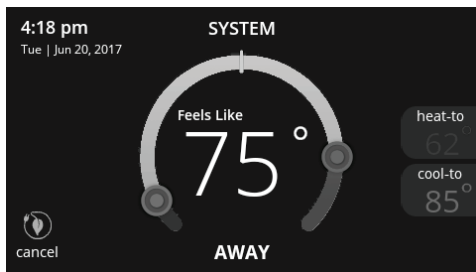 4:18 pm
Tue | Jun 20, 2017
SYSTEM
Feels Like
75°
heat-to
62°
cool-to
85°
cancel
AWAY